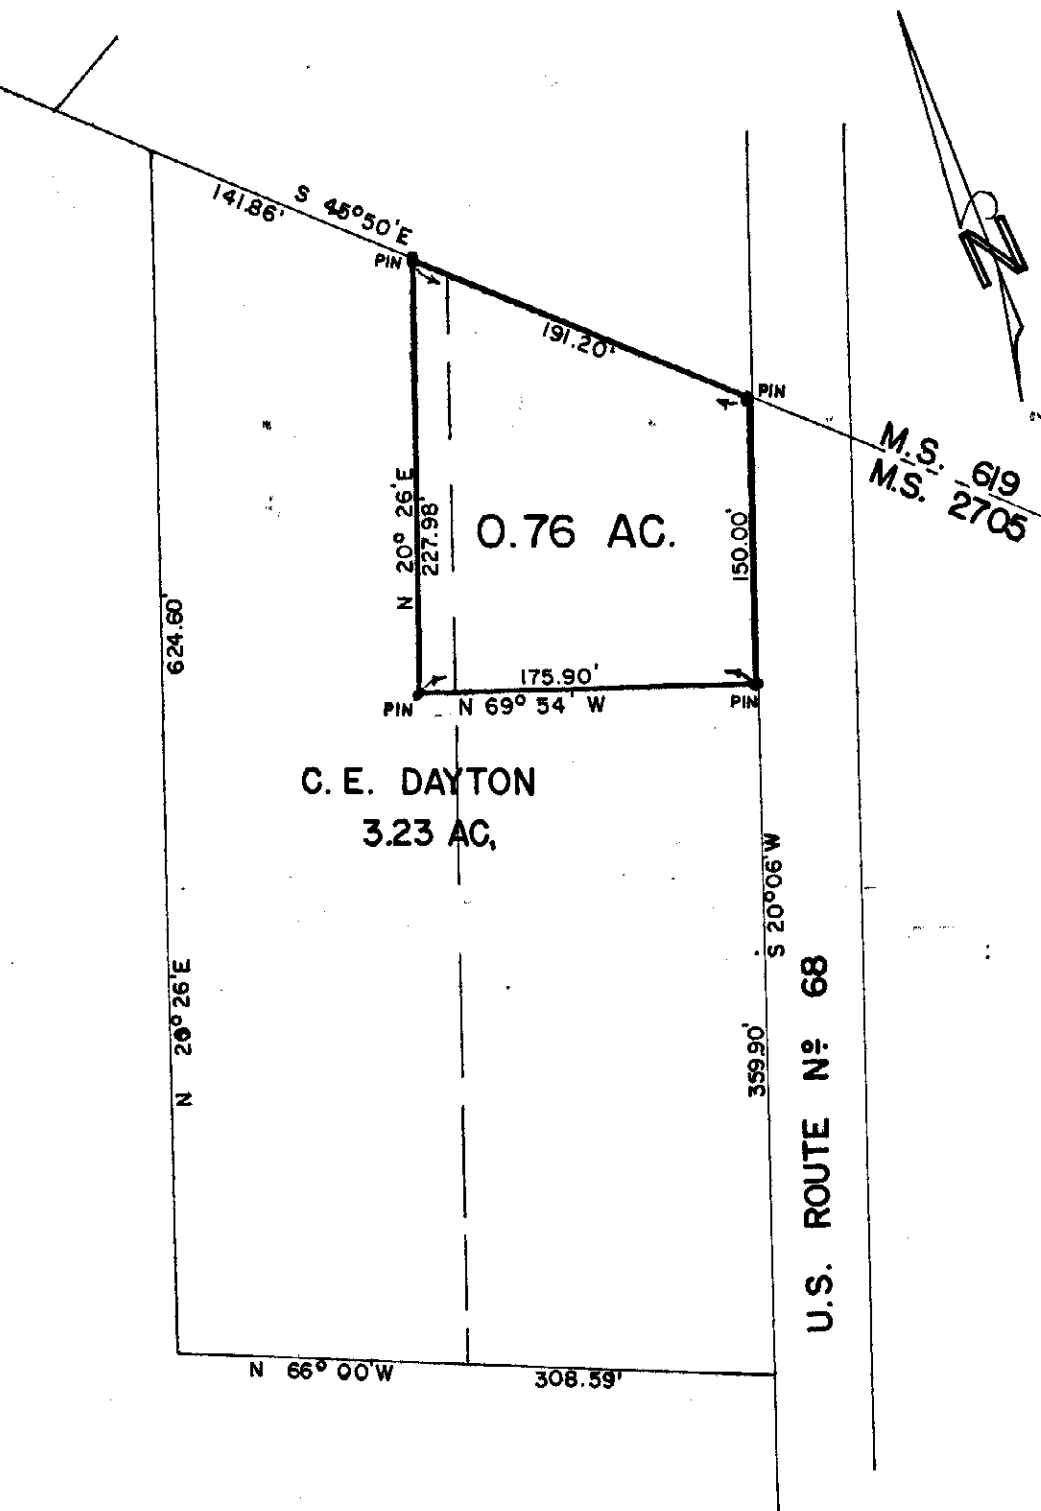 N
S 45°50'E
141.86'
PIN
191.20'
PIN
M.S. 619
M.S. 2705
N 20° 26'E
227.98'
0.76 AC.
150.00'
624.60'
175.90'
N 69° 54' W
PIN
PIN
C. E. DAYTON
3.23 AC.
S 20°06'W
N 20° 26'E
359.90'
U.S. ROUTE Nº 68
N 66° 00'W
308.59'